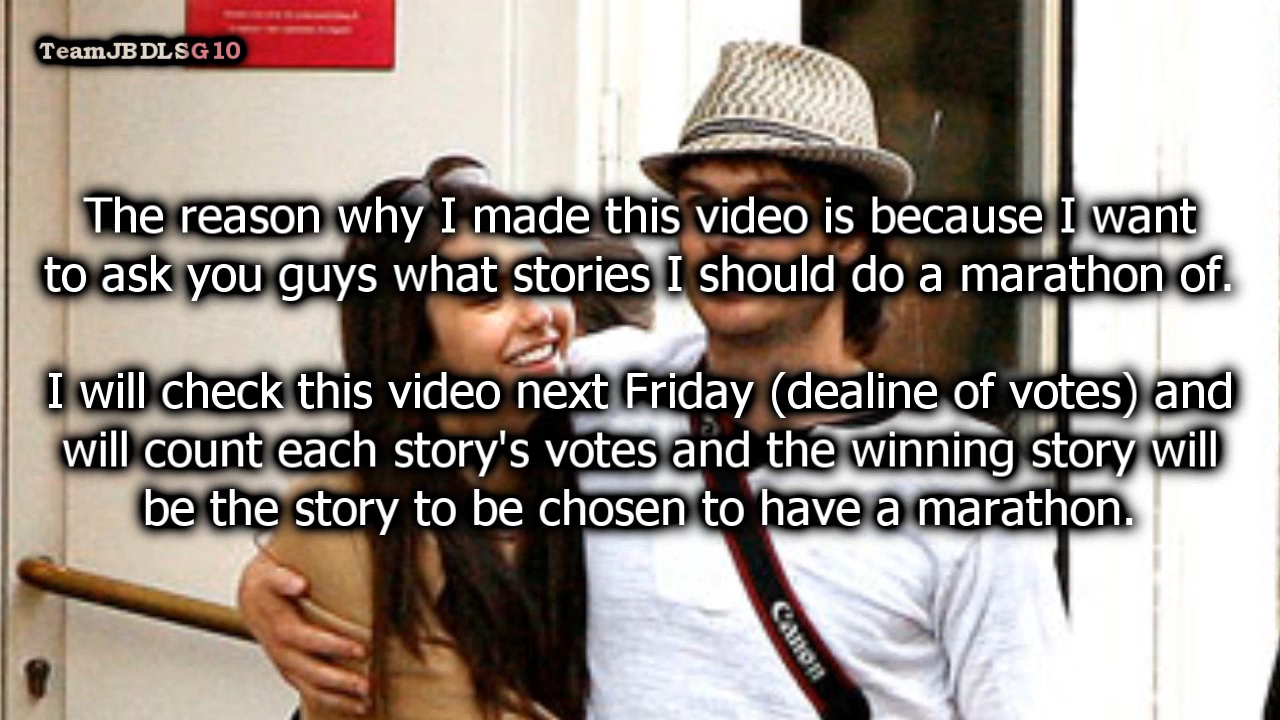 TeamJBDLSG10
The reason why I made this video is because I want
to ask you guys what stories I should do a marathon of.
I will check this video next Friday (dealine of votes) and
will count each story's votes and the winning story will
be the story to be chosen to have a marathon.
Canon